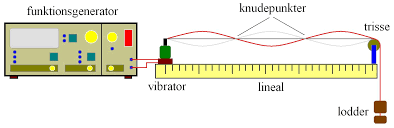 funktionsgenerator
knudepunkter
trisse
vibrator
lineal
lodder